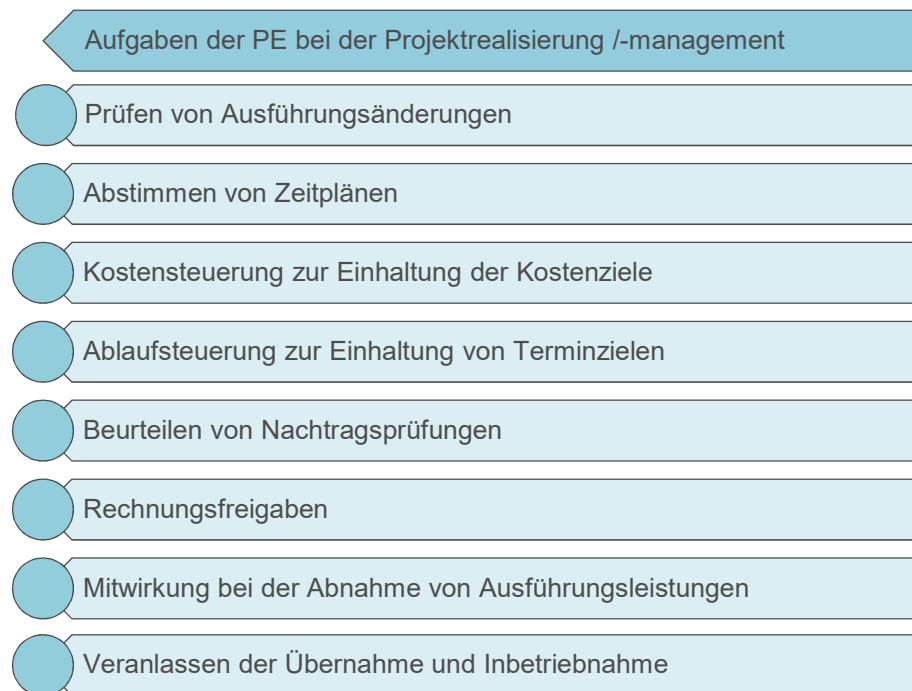 Aufgaben der PE bei der Projektrealisierung /-management
Prüfen von Ausführungsänderungen
Abstimmen von Zeitplänen
Kostensteuerung zur Einhaltung der Kostenziele
Ablaufsteuerung zur Einhaltung von Terminzielen
Beurteilen von Nachtragsprüfungen
Rechnungsfreigaben
Mitwirkung bei der Abnahme von Ausführungsleistungen
Veranlassen der Übernahme und Inbetriebnahme